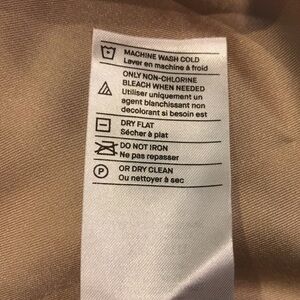 MACHINE WASH COLD
Laver en machine à froid
ONLY NON-CHLORINE
BLEACH WHEN NEEDED
Utiliser uniquement un
agent blanchissant non
decolorant si besoin est
DRY FLAT
Sécher à plat
DO NOT IRON
Ne pas repasser
P OR DRY CLEAN
Ou nettoyer à sec